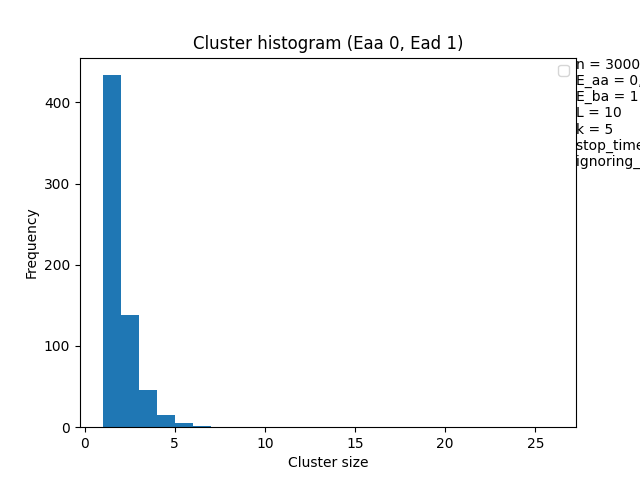 Cluster histogram (Eaa 0, Ead 1)
n = 3000
E_aa = 0,
E_ba = 1
L = 10
k = 5
stop_time
ignoring_
400
300
200
100
0
Frequency
0 5 10 15 20 25
Cluster size